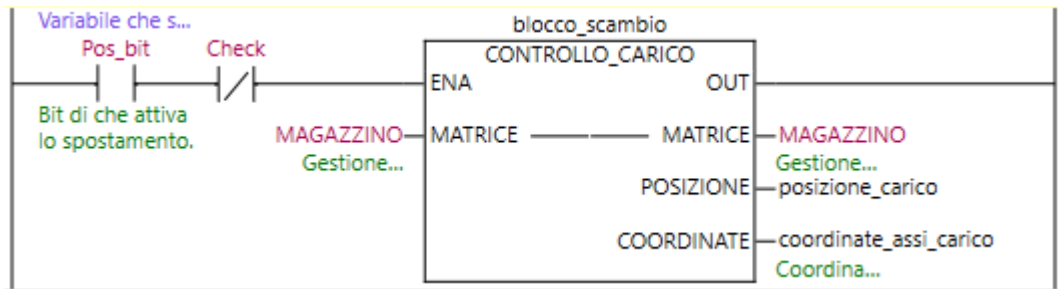 Variabile che s...
blocco_scambio
Pos_bit Check
CONTROLLO_CARICO
ENA OUT
Bit di che attiva
lo spostamento.
MAGAZZINO MATRICE MATRICE MAGAZZINO
Gestione... Gestione...
POSIZIONE posizione_carico
COORDINATE coordinate_assi_carico
Coordina...